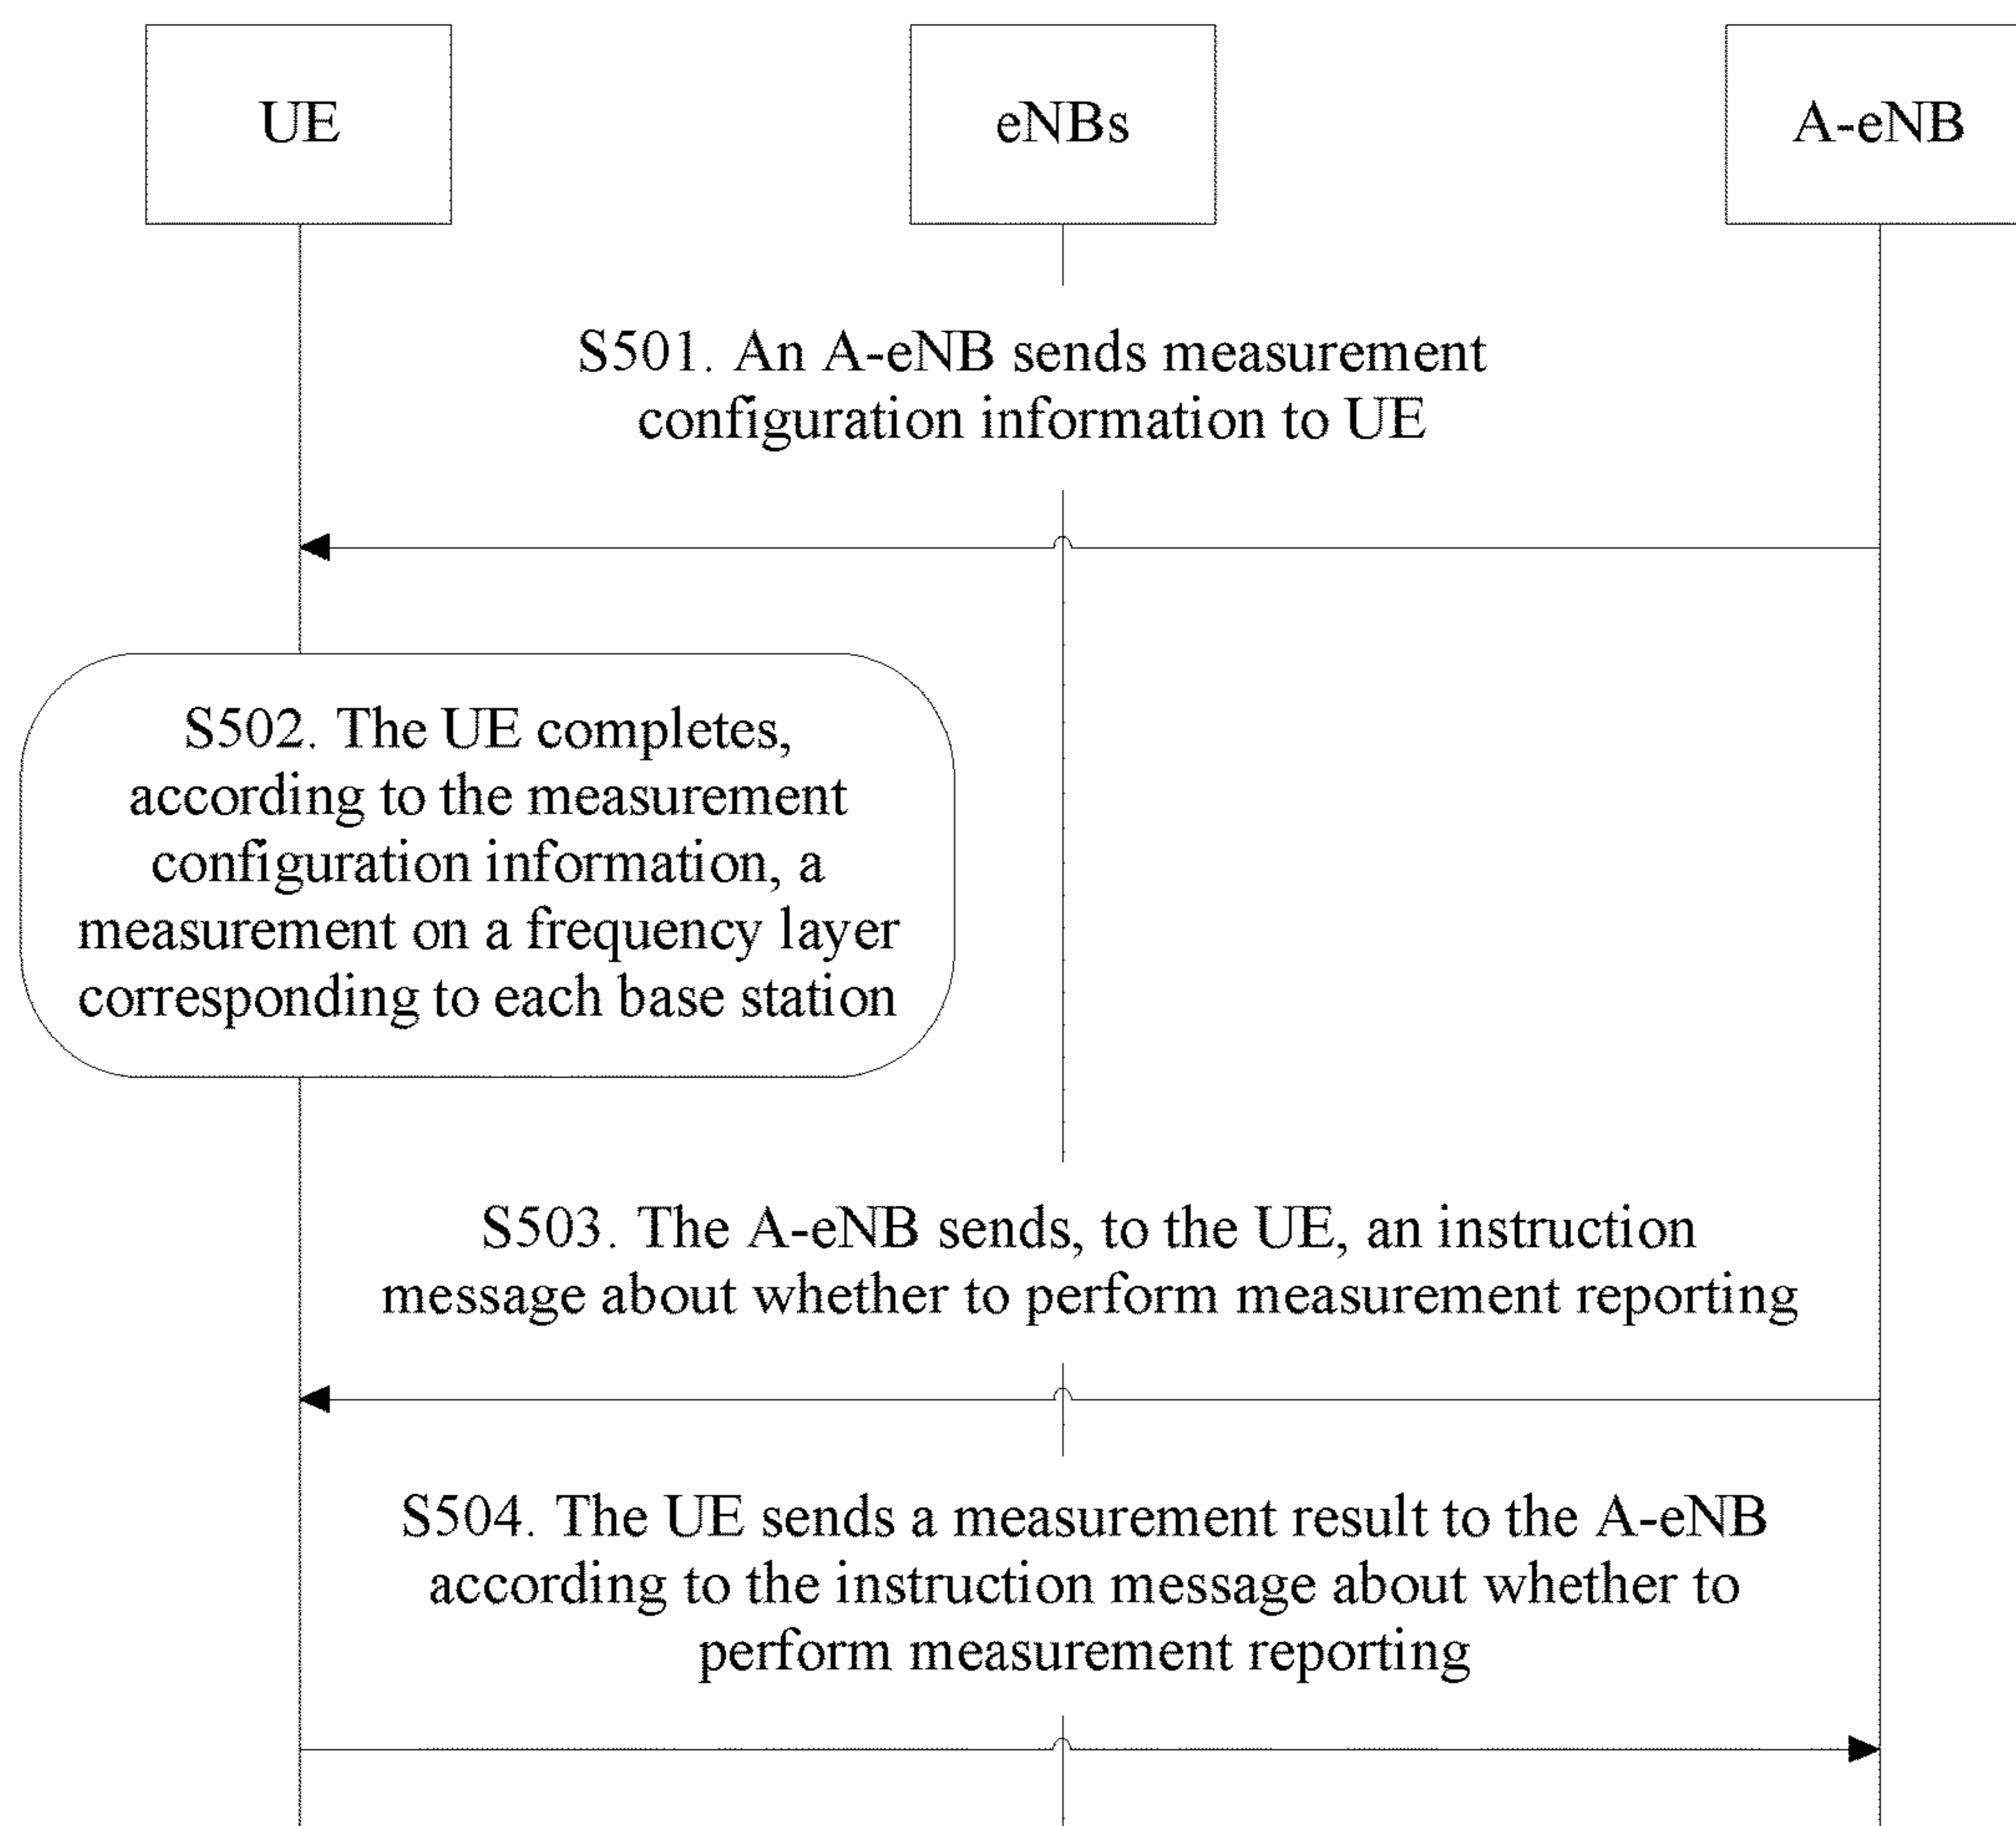 UE
eNBs
A-eNB
S501. An A-eNB sends measurement
configuration information to UE
S502. The UE completes,
according to the measurement
configuration information, a
measurement on a frequency layer
corresponding to each base station
S503. The A-eNB sends, to the UE, an instruction
message about whether to perform measurement reporting
S504. The UE sends a measurement result to the A-eNB
according to the instruction message about whether to
perform measurement reporting